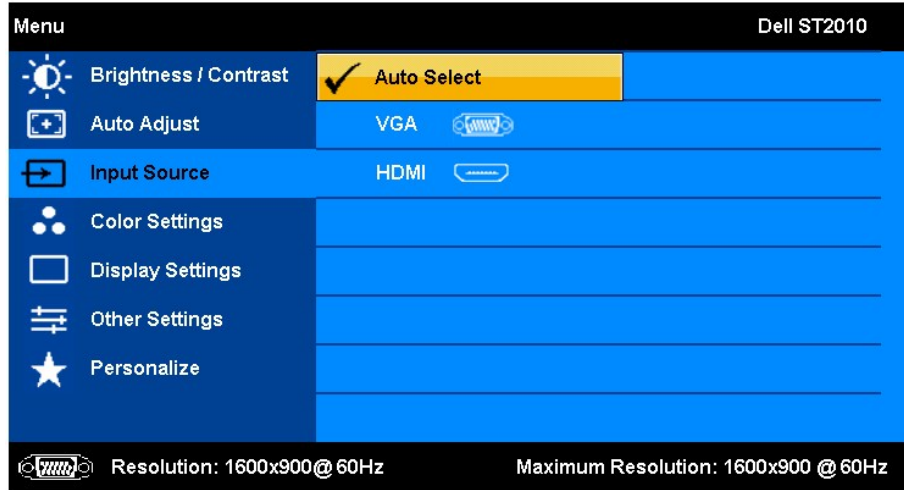 Menu Dell ST2010
Brightness / Contrast Auto Select
Auto Adjust VGA
Input Source HDMI
Color Settings
Display Settings
Other Settings
Personalize
Resolution: 1600x900@60Hz Maximum Resolution: 1600x900 @60Hz